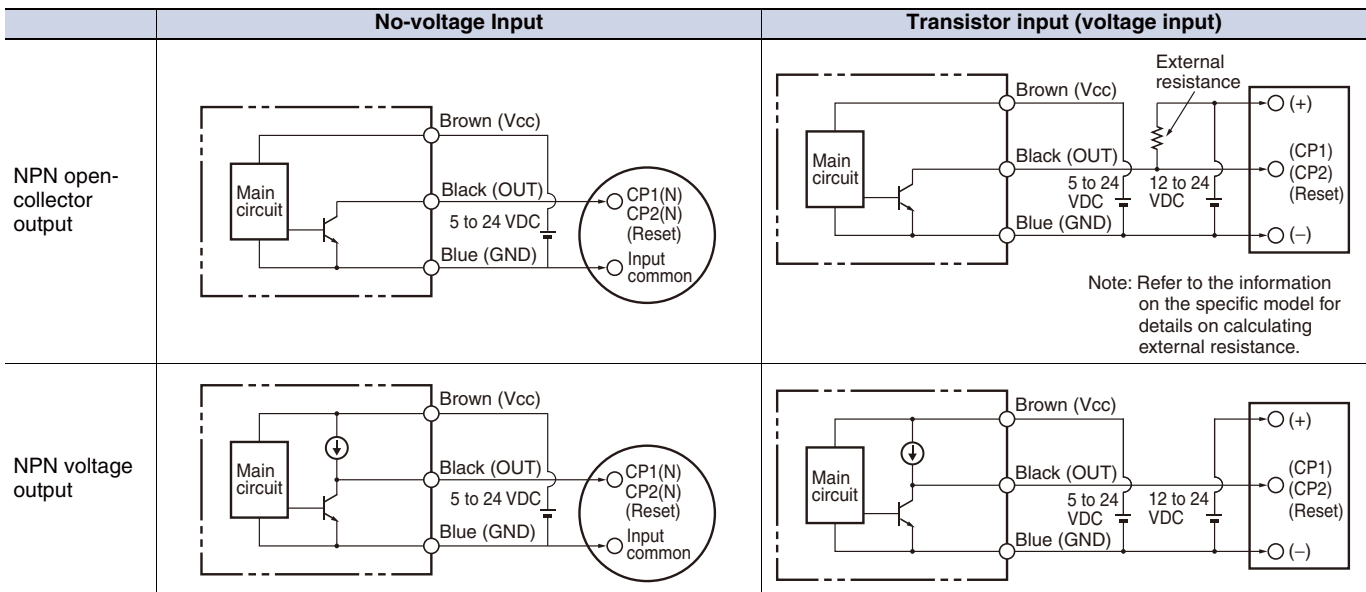 No-voltage Input
Transistor input (voltage input)
NPN open-
collector
output
Main
circuit
Brown (Vcc)
Black (OUT)
5 to 24 VDC
Blue (GND)
CP1(N)
CP2(N)
(Reset)
Input
common
Main
circuit
External
resistance
Brown (Vcc)
Black (OUT)
5 to 24
VDC
12 to 24
VDC
Blue (GND)
(+)
(CP1)
(CP2)
(Reset)
(−)
Note: Refer to the information
on the specific model for
details on calculating
external resistance.
NPN voltage
output
Main
circuit
Brown (Vcc)
Black (OUT)
5 to 24 VDC
Blue (GND)
CP1(N)
CP2(N)
(Reset)
Input
common
Main
circuit
Brown (Vcc)
Black (OUT)
5 to 24
VDC
12 to 24
VDC
Blue (GND)
(+)
(CP1)
(CP2)
(Reset)
(−)